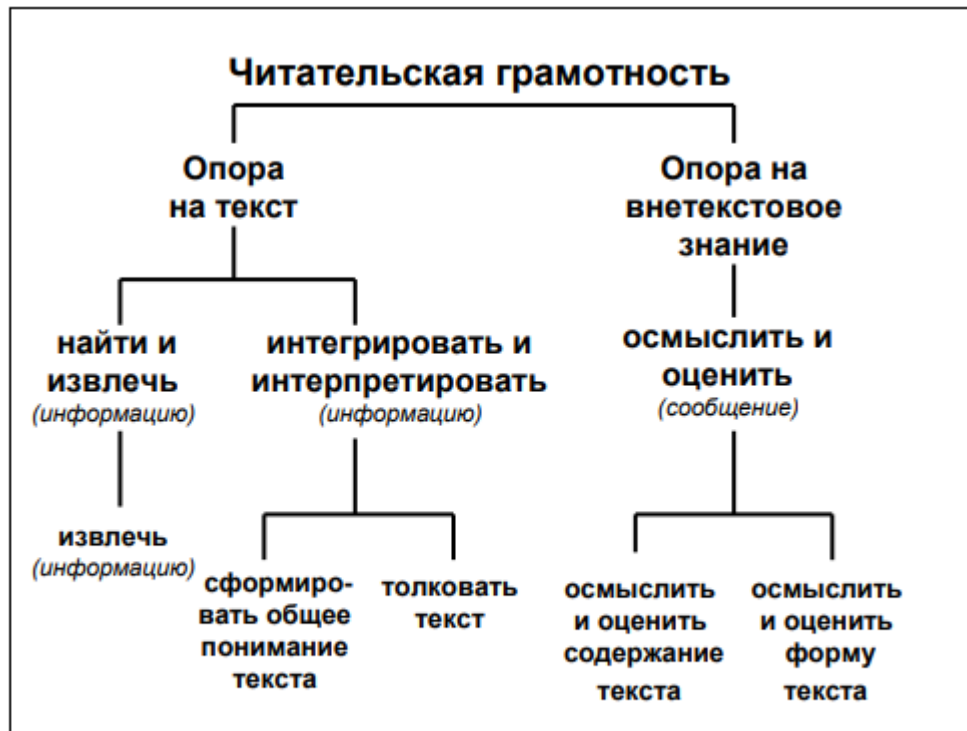 Читательская грамотность
Опора
на текст
Опора на
внетекстовое
знание
найти и
извлечь
(информацию)
интегрировать и
интерпретировать
(информацию)
осмыслить и
оценить
(сообщение)
извлечь
(информацию)
сформиро-
вать общее
понимание
текста
толковать
текст
осмыслить
и оценить
содержание
текста
осмыслить
и оценить
форму
текста